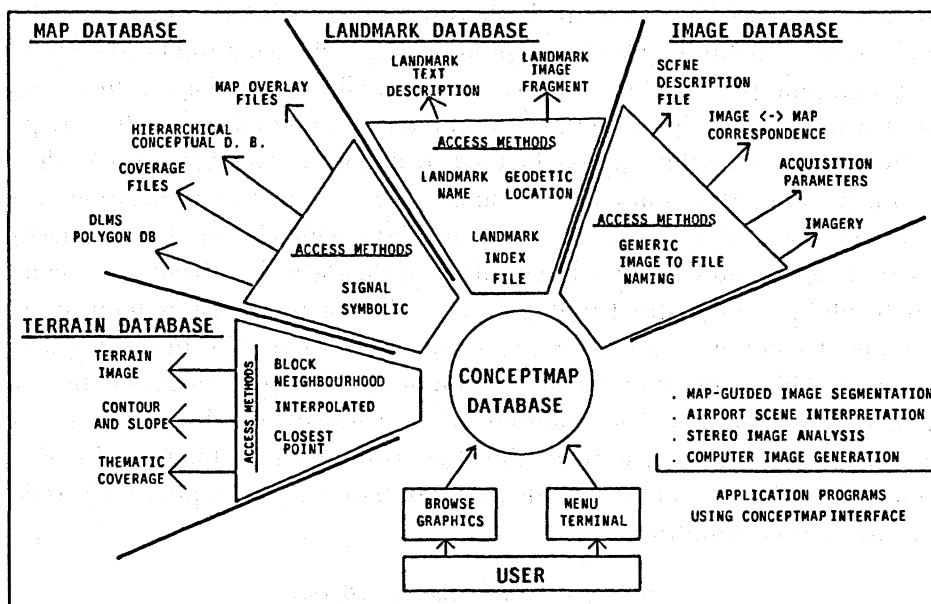 MAP DATABASE
MAP OVERLAY
FILES
HIERARCHICAL
CONCEPTUAL D. B.
COVERAGE
FILES
DLMS
POLYGON DB
ACCESS METHODS
SIGNAL
SYMBOLIC
LANDMARK DATABASE
LANDMARK
TEXT
DESCRIPTION
LANDMARK
IMAGE
FRAGMENT
ACCESS METHODS
LANDMARK
NAME
GEODETIC
LOCATION
LANDMARK
INDEX
FILE
IMAGE DATABASE
SCFNE
DESCRIPTION
FILE
IMAGE <-> MAP
CORRESPONDENCE
ACQUISITION
PARAMETERS
IMAGERY
ACCESS METHODS
GENERIC
IMAGE TO FILE
NAMING
TERRAIN DATABASE
TERRAIN
IMAGE
CONTOUR
AND SLOPE
THEMATIC
COVERAGE
ACCESS METHODS
BLOCK
NEIGHBOURHOOD
INTERPOLATED
CLOSEST
POINT
CONCEPTMAP
DATABASE
. MAP-GUIDED IMAGE SEGMENTATION
. AIRPORT SCENE INTERPRETATION
. STEREO IMAGE ANALYSIS
. COMPUTER IMAGE GENERATION
APPLICATION PROGRAMS
USING CONCEPTMAP INTERFACE
BROWSE
GRAPHICS
MENU
TERMINAL
USER